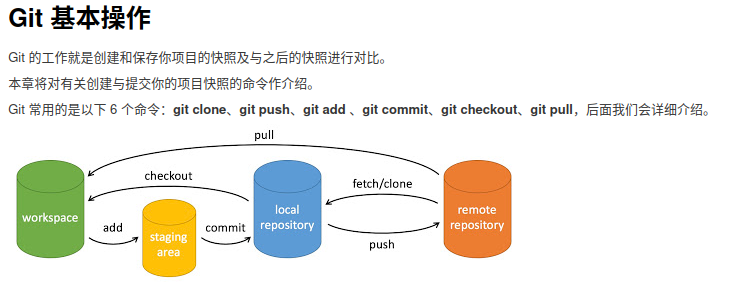 Git 基本操作
Git 的工作就是创建和保存你项目的快照及与之后的快照进行对比。
本章将对有关创建与提交你的项目快照的命令作介绍。
Git 常用的是以下 6 个命令：git clone、git push、git add 、git commit、git checkout、git pull，后面我们会详细介绍。
pull
checkout
fetch/clone
workspace
add
staging
area
commit
local
repository
push
remote
repository